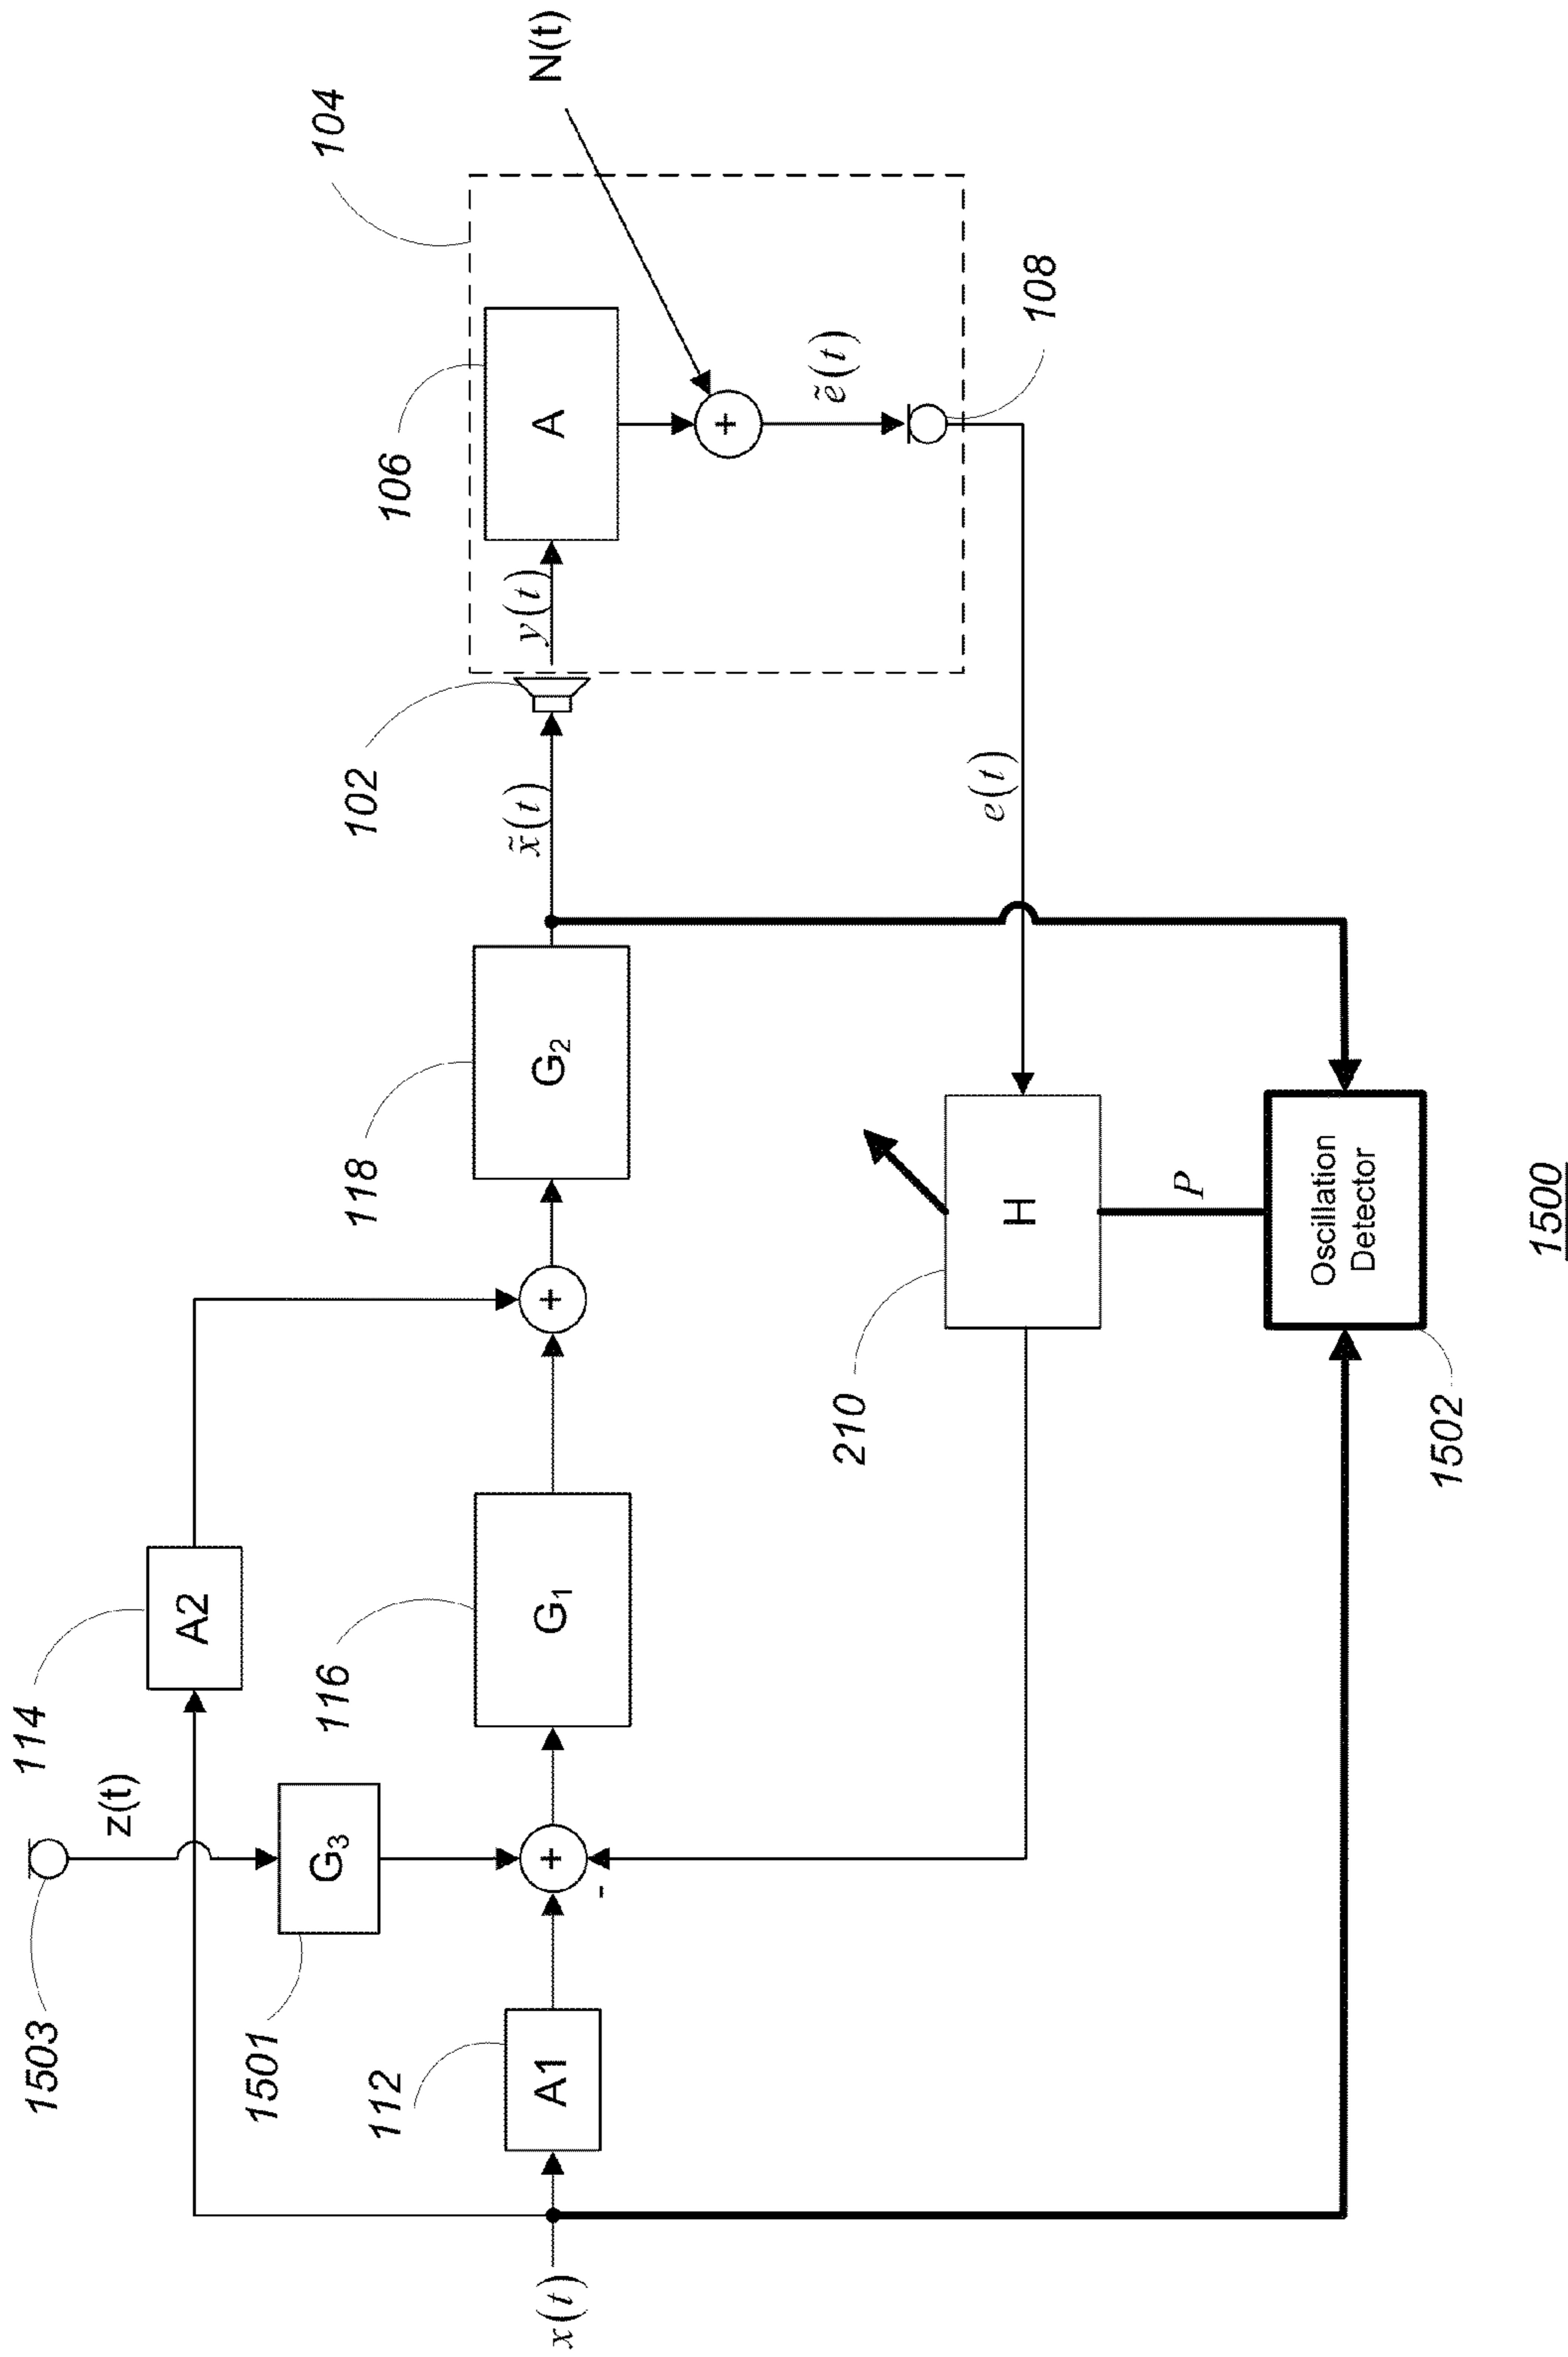 1503
z(t)
114
A2
1501
G₃
x(t)
112
A1
+
-
116
G₁
+
118
G₂
x̃(t)
102
y(t)
106
A
104
N(t)
+
ẽ(t)
108
e(t)
210
H
P
Oscillation
Detector
1502
1500